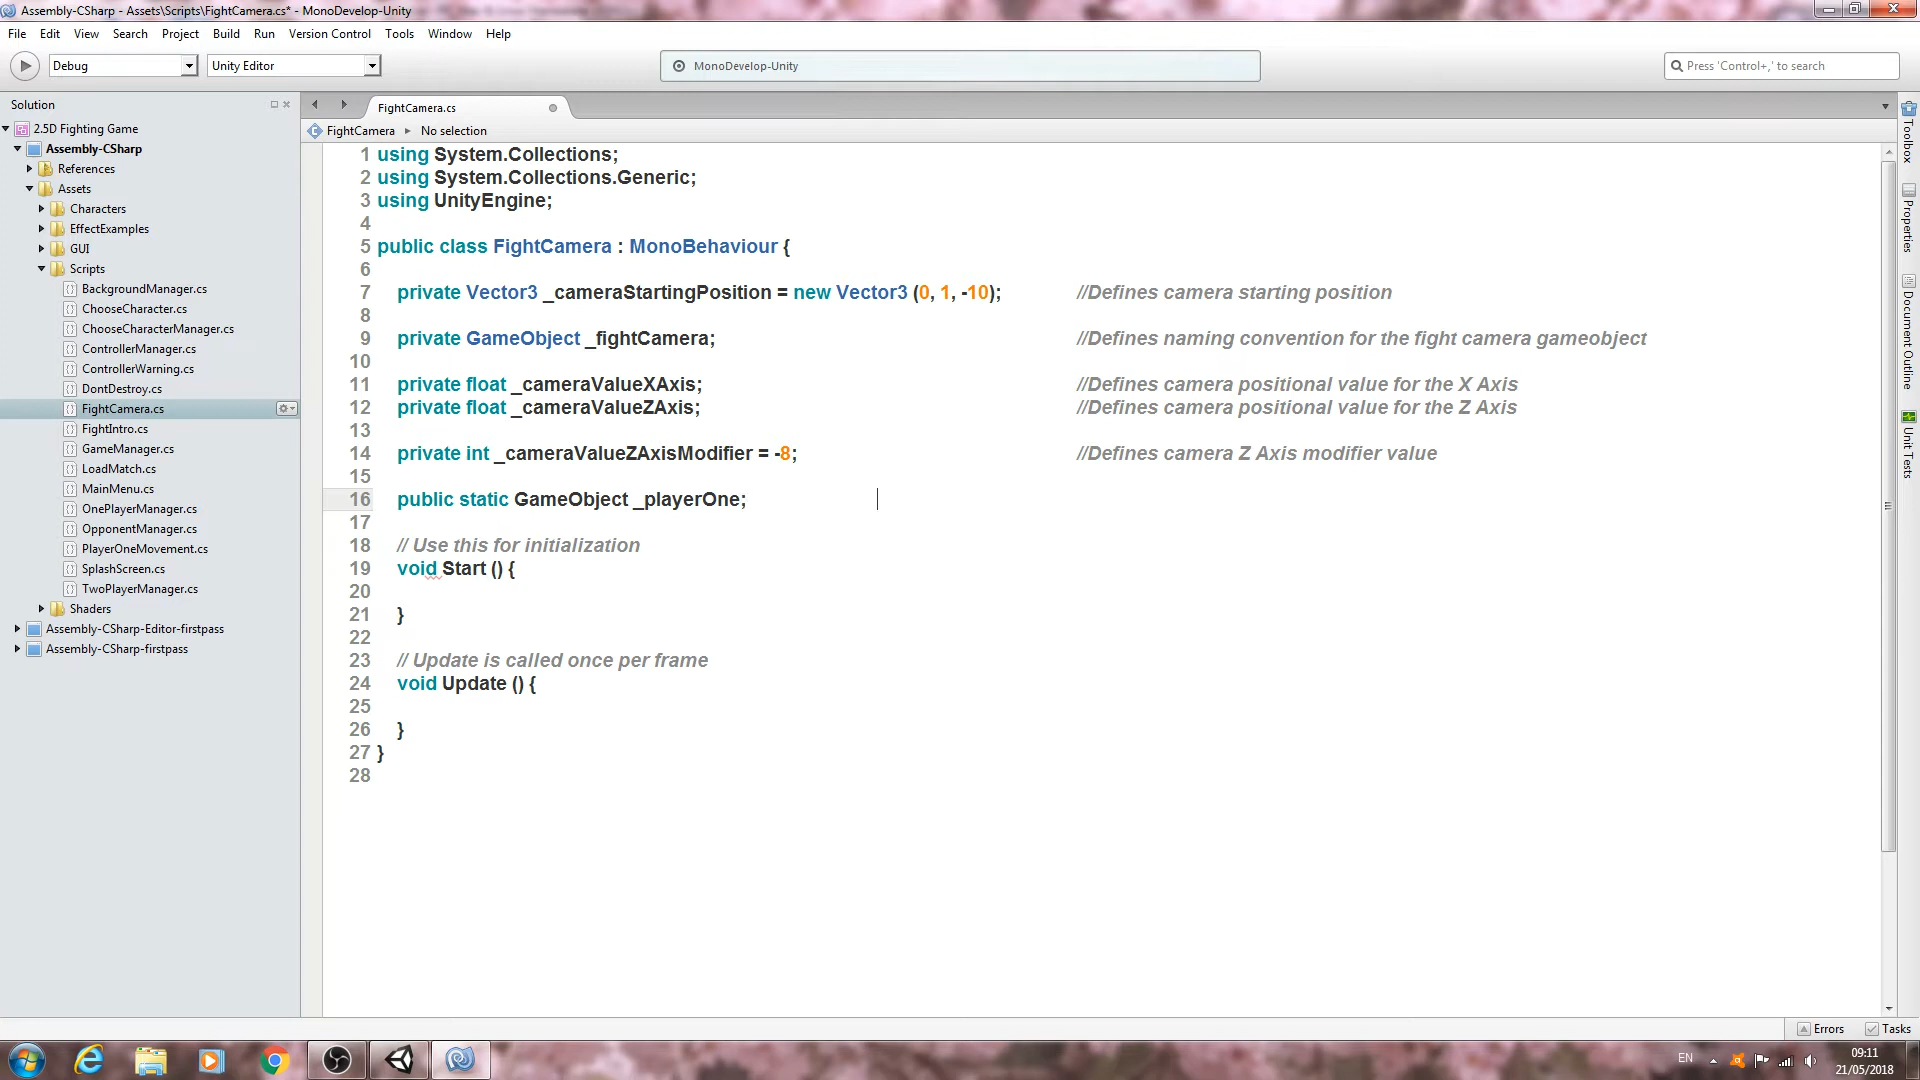 Assembly-CSharp - Assets\Scripts\FightCamera.cs* - MonoDevelop-Unity
File Edit View Search Project Build Run Version Control Tools Window Help
Debug
Unity Editor
MonoDevelop-Unity
Press 'Control+,' to search
Solution
2.5D Fighting Game
Assembly-CSharp
References
Assets
Characters
EffectExamples
GUI
Scripts
BackgroundManager.cs
ChooseCharacter.cs
ChooseCharacterManager.cs
ControllerManager.cs
ControllerWarning.cs
DontDestroy.cs
FightCamera.cs
FightIntro.cs
GameManager.cs
LoadMatch.cs
MainMenu.cs
OnePlayerManager.cs
OpponentManager.cs
PlayerOneMovement.cs
SplashScreen.cs
TwoPlayerManager.cs
Shaders
Assembly-CSharp-Editor-firstpass
Assembly-CSharp-firstpass
FightCamera.cs
FightCamera ▸ No selection
1 using System.Collections;
2 using System.Collections.Generic;
3 using UnityEngine;
4
5 public class FightCamera : MonoBehaviour {
6
7 private Vector3 _cameraStartingPosition = new Vector3 (0, 1, -10); //Defines camera starting position
8
9 private GameObject _fightCamera; //Defines naming convention for the fight camera gameobject
10
11 private float _cameraValueXAxis; //Defines camera positional value for the X Axis
12 private float _cameraValueZAxis; //Defines camera positional value for the Z Axis
13
14 private int _cameraValueZAxisModifier = -8; //Defines camera Z Axis modifier value
15
16 public static GameObject _playerOne;
17
18 // Use this for initialization
19 void Start () {
20
21 }
22
23 // Update is called once per frame
24 void Update () {
25
26 }
27 }
28
Toolbox
Properties
Document Outline
Unit Tests
Errors
Tasks
EN
09:11
21/05/2018